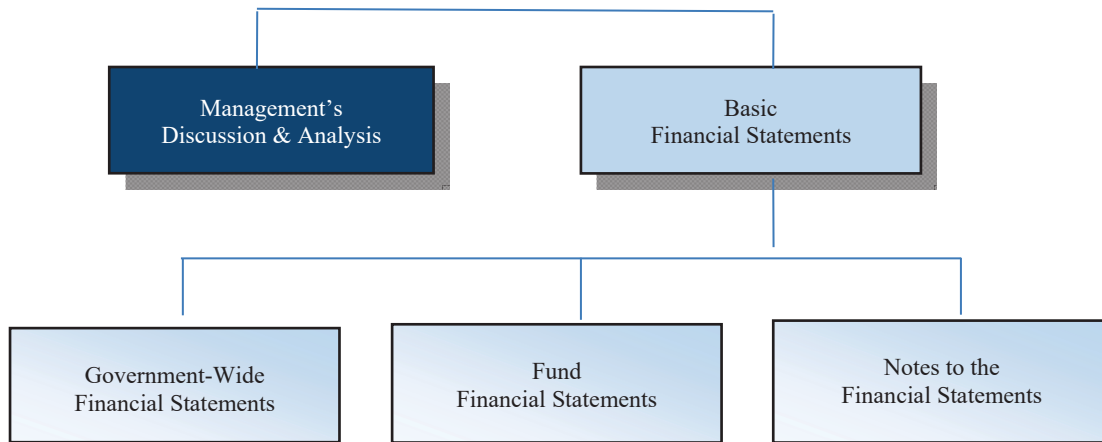 Management’s
Discussion & Analysis
Basic
Financial Statements
Government-Wide
Financial Statements
Fund
Financial Statements
Notes to the
Financial Statements